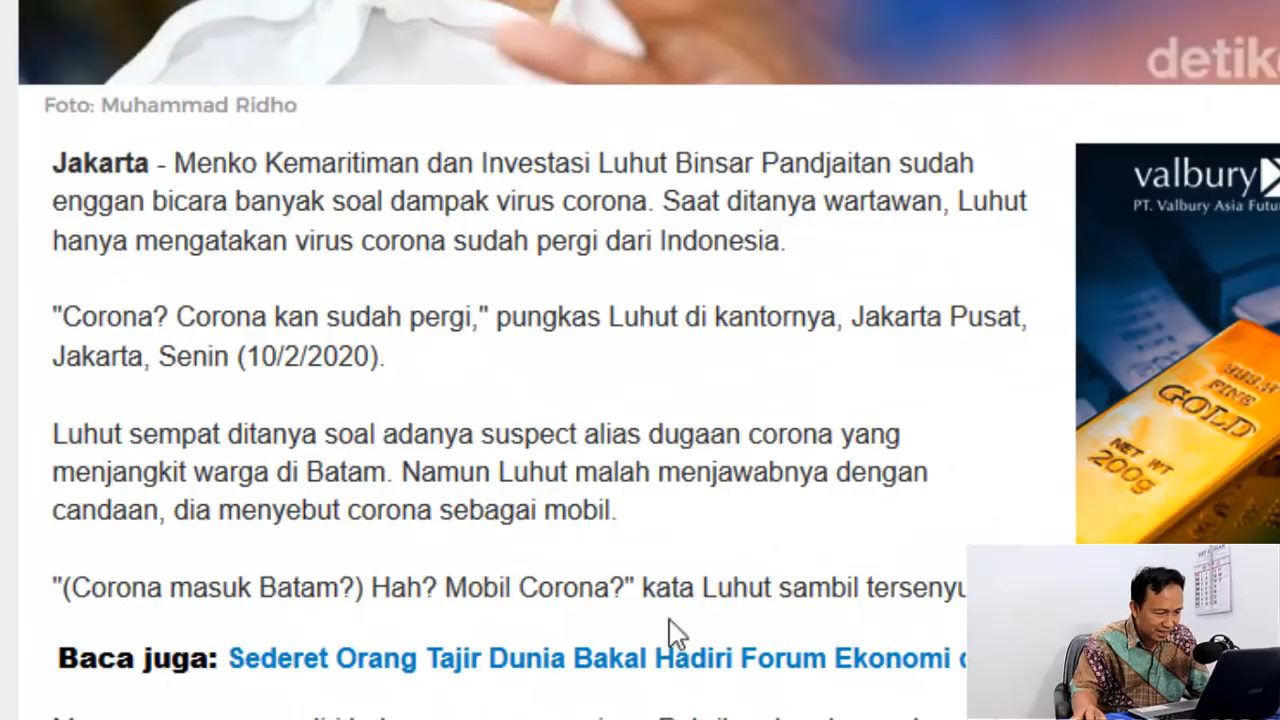 detik
Foto: Muhammad Ridho
Jakarta - Menko Kemaritiman dan Investasi Luhut Binsar Pandjaitan sudah
enggan bicara banyak soal dampak virus corona. Saat ditanya wartawan, Luhut
hanya mengatakan virus corona sudah pergi dari Indonesia.
"Corona? Corona kan sudah pergi," pungkas Luhut di kantornya, Jakarta Pusat,
Jakarta, Senin (10/2/2020).
Luhut sempat ditanya soal adanya suspect alias dugaan corona yang
menjangkit warga di Batam. Namun Luhut malah menjawabnya dengan
candaan, dia menyebut corona sebagai mobil.
"(Corona masuk Batam?) Hah? Mobil Corona?" kata Luhut sambil tersenyu
Baca juga: Sederet Orang Tajir Dunia Bakal Hadiri Forum Ekonomi
valbury
PT. Valbury Asia Futu
999.9
FINE
GOLD
NET WT
200g